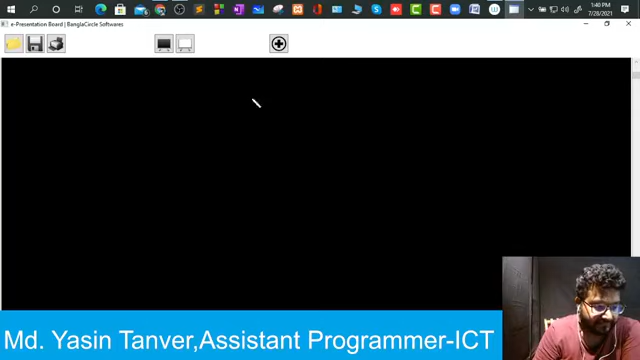 1:40 PM
7/28/2021
e-Presentation Board | BanglaCircle Softwares
Md. Yasin Tanver,Assistant Programmer-ICT